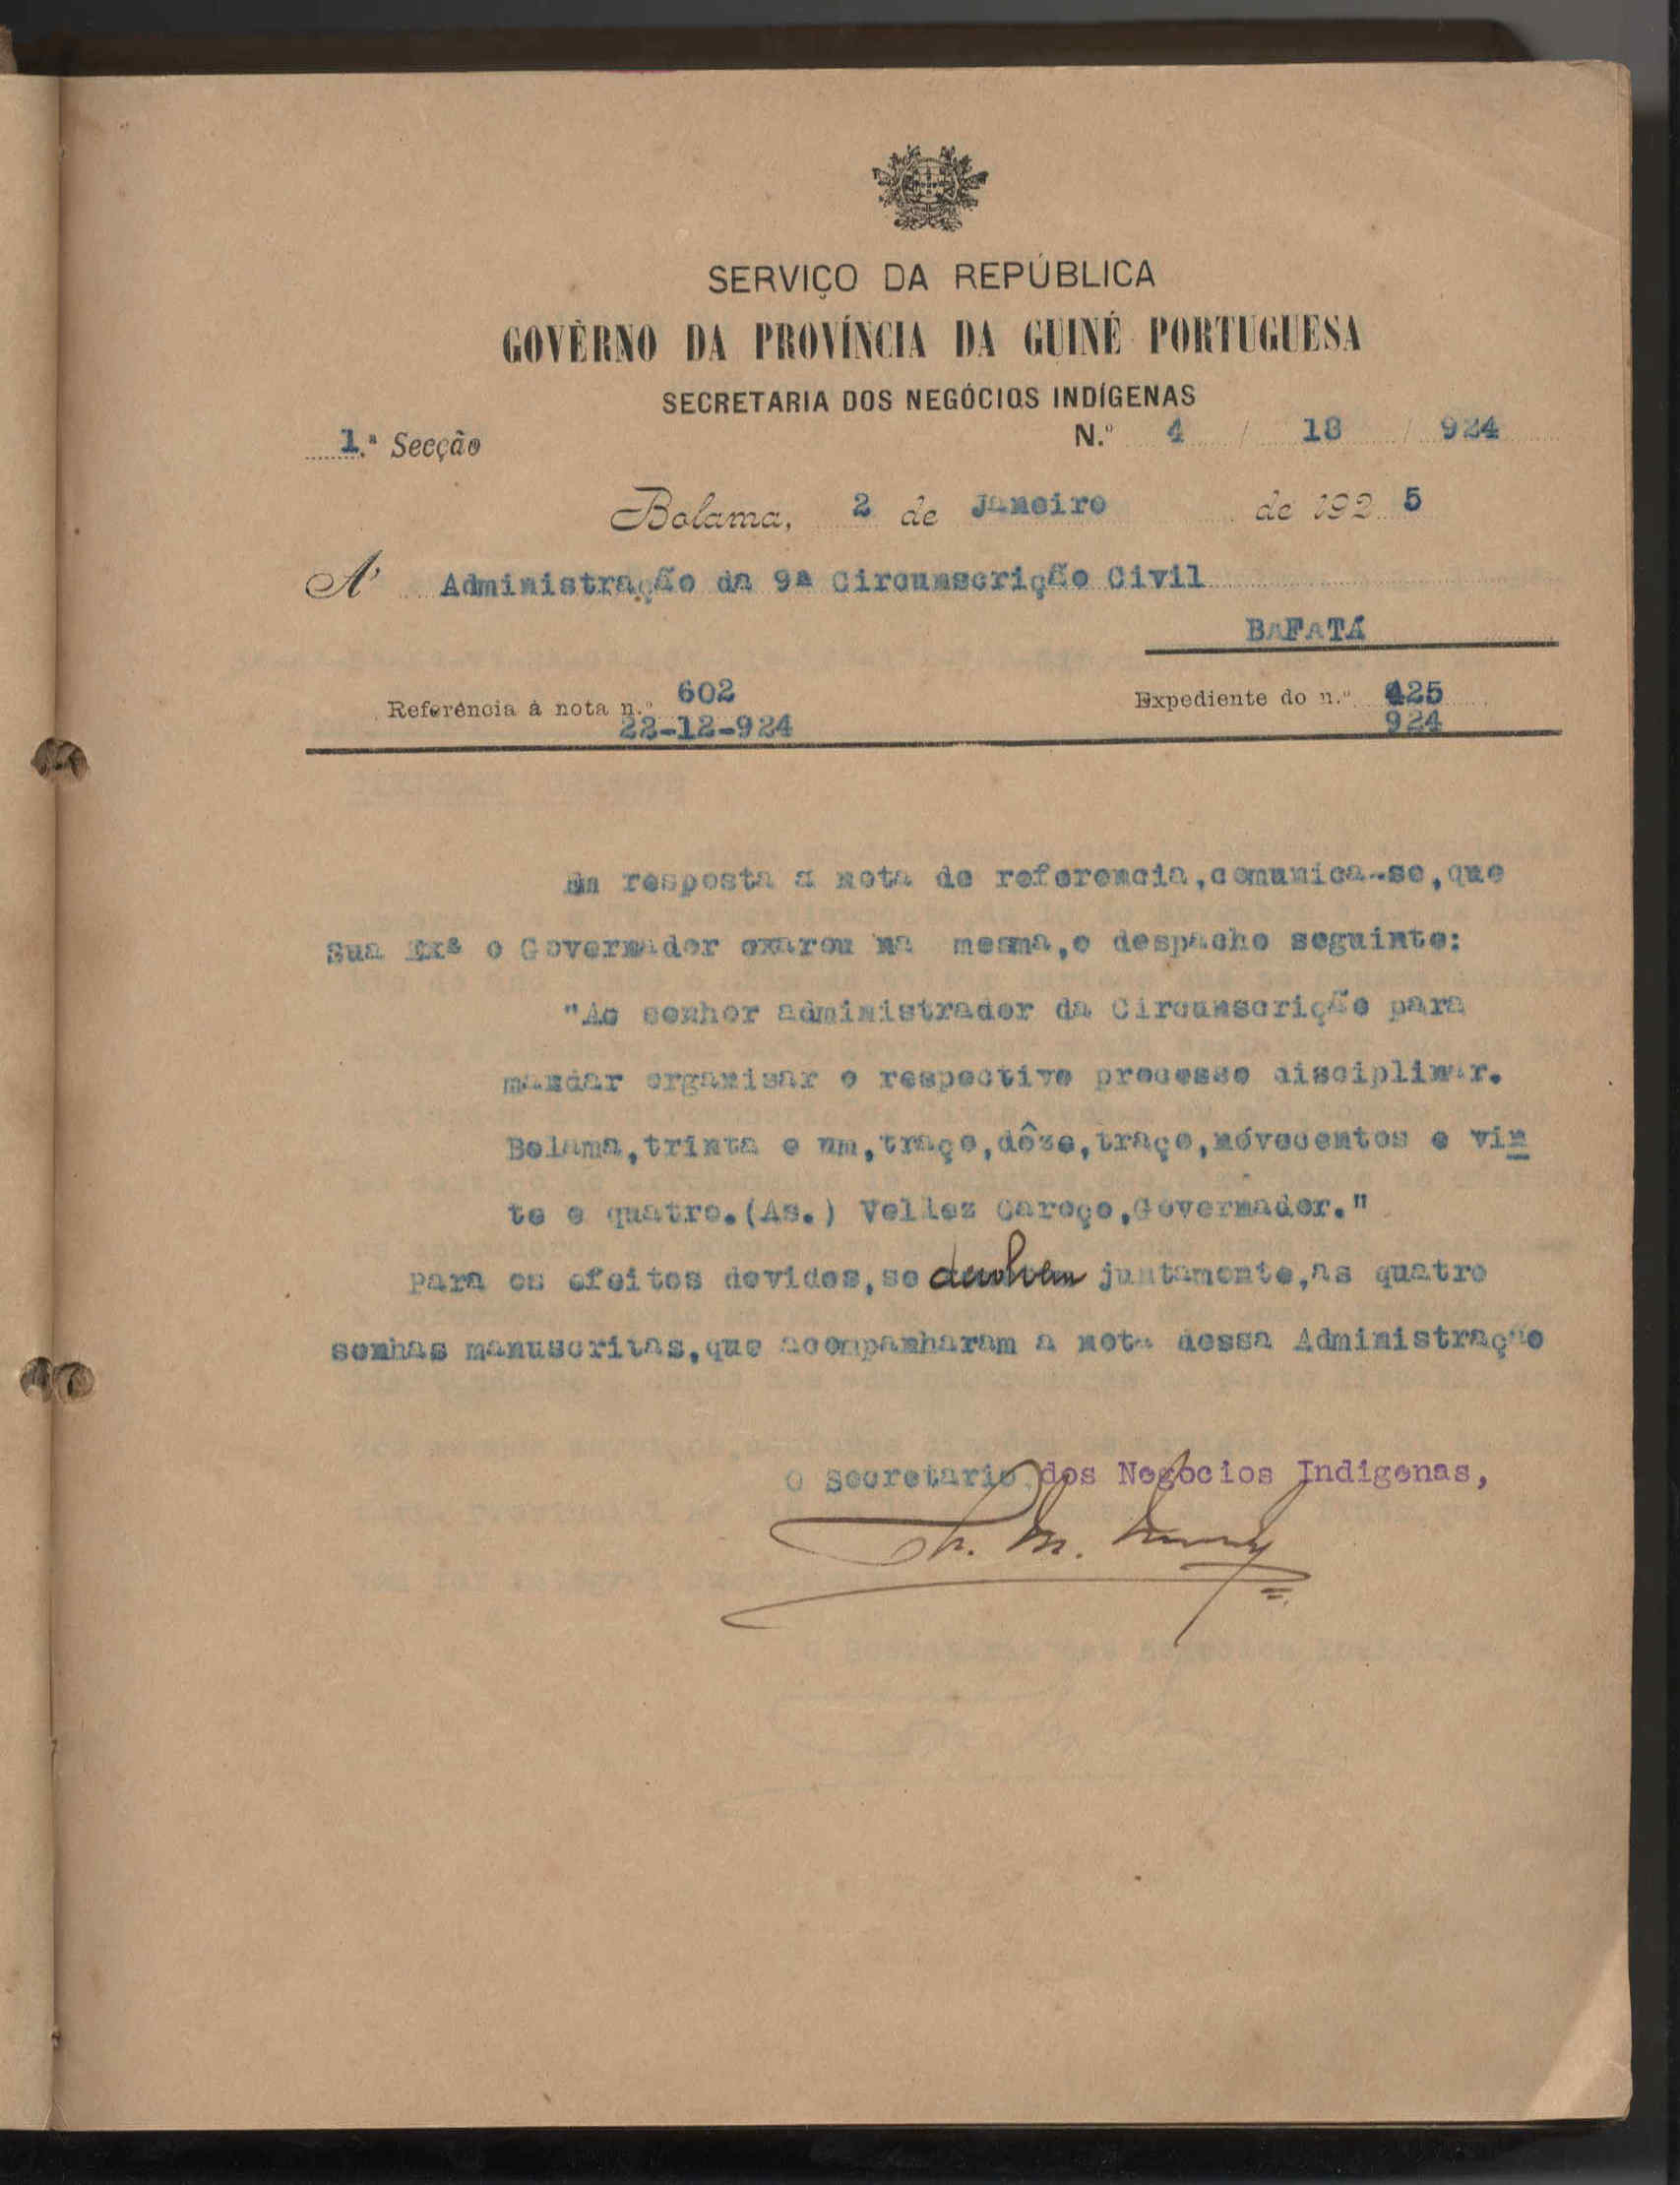 SERVIÇO DA REPÚBLICA
GOVÊRNO DA PROVÍNCIA DA GUINÉ PORTUGUESA
SECRETARIA DOS NEGÓCIOS INDÍGENAS
1.ª Secção N.º 4 / 18 / 924
Bolama, 2 de Janeiro de 1925
A' Administração da 9ª Circunscrição Civil
BAFATÁ
Referência à nota n.º 602 Expediente do n.º 425
22-12-924 924
Em resposta á nota de referencia,comunica-se,que
Sua Exª o Governador exarou na mesma,o despacho seguinte:
"Ao senhor administrador da Circunscrição para
mandar organisar o respectivo processo disciplinar.
Bolama,trinta e um,traço,dôze,traço,nóvecentos e vin
te e quatro.(As.) Vellez Caroço,Governador."
Para os efeitos devidos,se devolvem juntamente,as quatro
senhas manuscritas,que acompanharam a nota dessa Administração
O Secretario dos Negocios Indigenas,